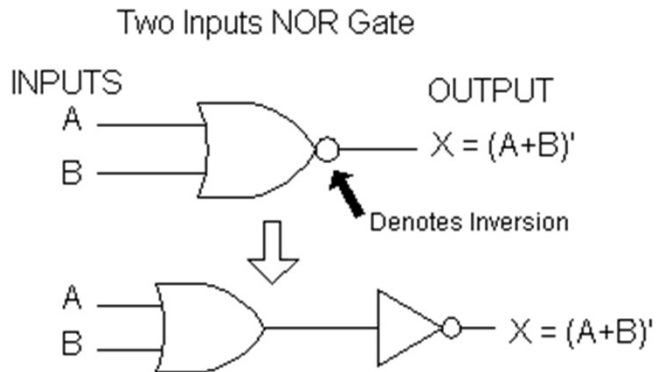 Two Inputs NOR Gate
INPUTS
OUTPUT
A
B
X = (A+B)'
Denotes Inversion
A
B
X = (A+B)'